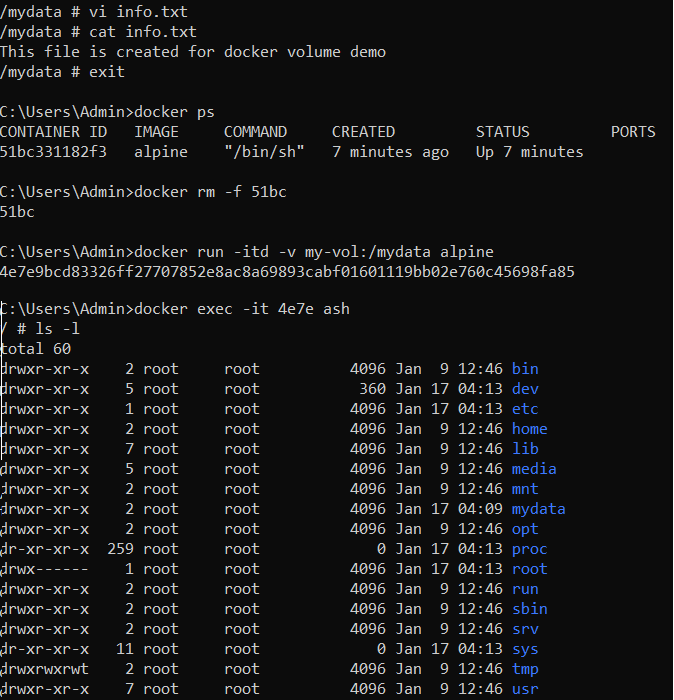 /mydata # vi info.txt
/mydata # cat info.txt
This file is created for docker volume demo
/mydata # exit
C:\Users\Admin>docker ps
CONTAINER ID   IMAGE     COMMAND     CREATED         STATUS         PORTS
51bc331182f3   alpine    "/bin/sh"   7 minutes ago   Up 7 minutes
C:\Users\Admin>docker rm -f 51bc
51bc
C:\Users\Admin>docker run -itd -v my-vol:/mydata alpine
4e7e9bcd83326ff27707852e8ac8a69893cabf01601119bb02e760c45698fa85
C:\Users\Admin>docker exec -it 4e7e ash
/ # ls -l
total 60
drwxr-xr-x    2 root     root          4096 Jan  9 12:46 bin
drwxr-xr-x    5 root     root           360 Jan 17 04:13 dev
drwxr-xr-x    1 root     root          4096 Jan 17 04:13 etc
drwxr-xr-x    2 root     root          4096 Jan  9 12:46 home
drwxr-xr-x    7 root     root          4096 Jan  9 12:46 lib
drwxr-xr-x    5 root     root          4096 Jan  9 12:46 media
drwxr-xr-x    2 root     root          4096 Jan  9 12:46 mnt
drwxr-xr-x    2 root     root          4096 Jan 17 04:09 mydata
drwxr-xr-x    2 root     root          4096 Jan  9 12:46 opt
dr-xr-xr-x  259 root     root             0 Jan 17 04:13 proc
drwx------    1 root     root          4096 Jan 17 04:13 root
drwxr-xr-x    2 root     root          4096 Jan  9 12:46 run
drwxr-xr-x    2 root     root          4096 Jan  9 12:46 sbin
drwxr-xr-x    2 root     root          4096 Jan  9 12:46 srv
dr-xr-xr-x   11 root     root             0 Jan 17 04:13 sys
drwxrwxrwt    2 root     root          4096 Jan  9 12:46 tmp
drwxr-xr-x    7 root     root          4096 Jan  9 12:46 usr